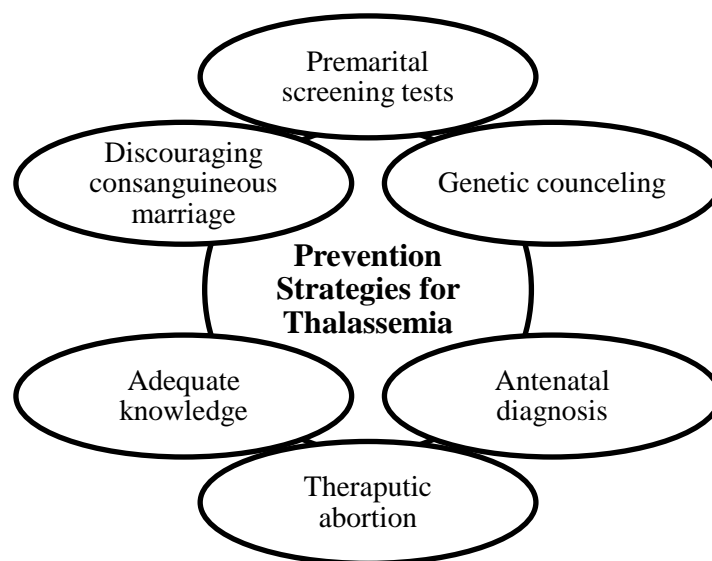 Premarital
screening tests
Discouraging
consanguineous
marriage
Genetic counceling
Prevention
Strategies for
Thalassemia
Adequate
knowledge
Antenatal
diagnosis
Theraputic
abortion